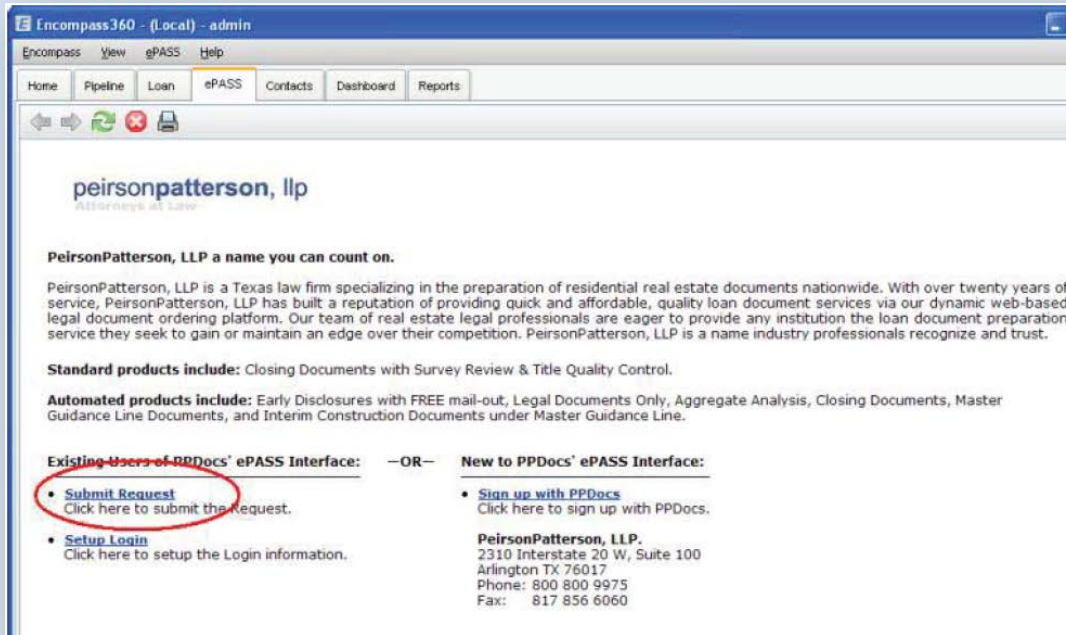 Encompass360 - (Local) - admin
Encompass View ePASS Help
Home Pipeline Loan ePASS Contacts Dashboard Reports
peirsonpatterson, llp
Attorneys at Law
PeirsonPatterson, LLP a name you can count on.
PeirsonPatterson, LLP is a Texas law firm specializing in the preparation of residential real estate documents nationwide. With over twenty years of
service, PeirsonPatterson, LLP has built a reputation of providing quick and affordable, quality loan document services via our dynamic web-based
legal document ordering platform. Our team of real estate legal professionals are eager to provide any institution the loan document preparation
service they seek to gain or maintain an edge over their competition. PeirsonPatterson, LLP is a name industry professionals recognize and trust.
Standard products include: Closing Documents with Survey Review & Title Quality Control.
Automated products include: Early Disclosures with FREE mail-out, Legal Documents Only, Aggregate Analysis, Closing Documents, Master
Guidance Line Documents, and Interim Construction Documents under Master Guidance Line.
Existing Users of PPDocs' ePASS Interface: —OR— New to PPDocs' ePASS Interface:
• Submit Request
Click here to submit the Request.
• Setup Login
Click here to setup the Login information.
• Sign up with PPDocs
Click here to sign up with PPDocs.
PeirsonPatterson, LLP.
2310 Interstate 20 W, Suite 100
Arlington TX 76017
Phone: 800 800 9975
Fax: 817 856 6060